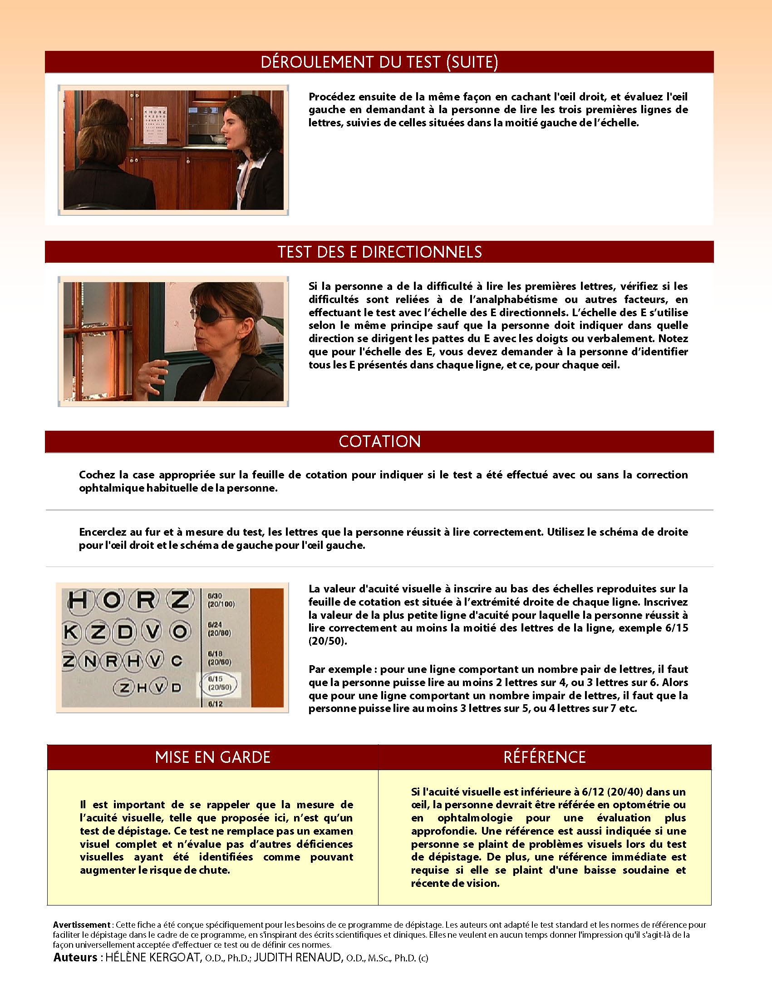 DÉROULEMENT DU TEST (SUITE)
K H O R Z
C K Z D V O
Procédez ensuite de la même façon en cachant l'œil droit, et évaluez l'œil
gauche en demandant à la personne de lire les trois premières lignes de
lettres, suivies de celles situées dans la moitié gauche de l’échelle.
TEST DES E DIRECTIONNELS
Si la personne a de la difficulté à lire les premières lettres, vérifiez si les
difficultés sont reliées à de l’analphabétisme ou autres facteurs, en
effectuant le test avec l’échelle des E directionnels. L’échelle des E s’utilise
selon le même principe sauf que la personne doit indiquer dans quelle
direction se dirigent les pattes du E avec les doigts ou verbalement. Notez
que pour l'échelle des E, vous devez demander à la personne d’identifier
tous les E présentés dans chaque ligne, et ce, pour chaque œil.
COTATION
Cochez la case appropriée sur la feuille de cotation pour indiquer si le test a été effectué avec ou sans la correction
ophtalmique habituelle de la personne.
Encerclez au fur et à mesure du test, les lettres que la personne réussit à lire correctement. Utilisez le schéma de droite
pour l'œil droit et le schéma de gauche pour l'œil gauche.
H O R Z 6/30
(20/100)
K Z D V O 6/24
(20/80)
Z N R H V C 6/18
(20/60)
Z H V D 6/15
(20/50)
6/12
La valeur d'acuité visuelle à inscrire au bas des échelles reproduites sur la
feuille de cotation est située à l’extrémité droite de chaque ligne. Inscrivez
la valeur de la plus petite ligne d'acuité pour laquelle la personne réussit à
lire correctement au moins la moitié des lettres de la ligne, exemple 6/15
(20/50).
Par exemple : pour une ligne comportant un nombre pair de lettres, il faut
que la personne puisse lire au moins 2 lettres sur 4, ou 3 lettres sur 6. Alors
que pour une ligne comportant un nombre impair de lettres, il faut que la
personne puisse lire au moins 3 lettres sur 5, ou 4 lettres sur 7 etc.
MISE EN GARDE
Il est important de se rappeler que la mesure de
l’acuité visuelle, telle que proposée ici, n’est qu’un
test de dépistage. Ce test ne remplace pas un examen
visuel complet et n’évalue pas d’autres déficiences
visuelles ayant été identifiées comme pouvant
augmenter le risque de chute.
RÉFÉRENCE
Si l'acuité visuelle est inférieure à 6/12 (20/40) dans un
œil, la personne devrait être référée en optométrie ou
en ophtalmologie pour une évaluation plus
approfondie. Une référence est aussi indiquée si une
personne se plaint de problèmes visuels lors du test
de dépistage. De plus, une référence immédiate est
requise si elle se plaint d'une baisse soudaine et
récente de vision.
Avertissement : Cette fiche a été conçue spécifiquement pour les besoins de ce programme de dépistage. Les auteurs ont adapté le test standard et les normes de référence pour
faciliter le dépistage dans le cadre de ce programme, en s'inspirant des écrits scientifiques et cliniques. Elles ne veulent en aucun temps donner l'impression qu'il s'agit-là de la
façon universellement acceptée d'effectuer ce test ou de définir ces normes.
Auteurs : HÉLÈNE KERGOAT, O.D., Ph.D.; JUDITH RENAUD, O.D., M.Sc., Ph.D. (c)